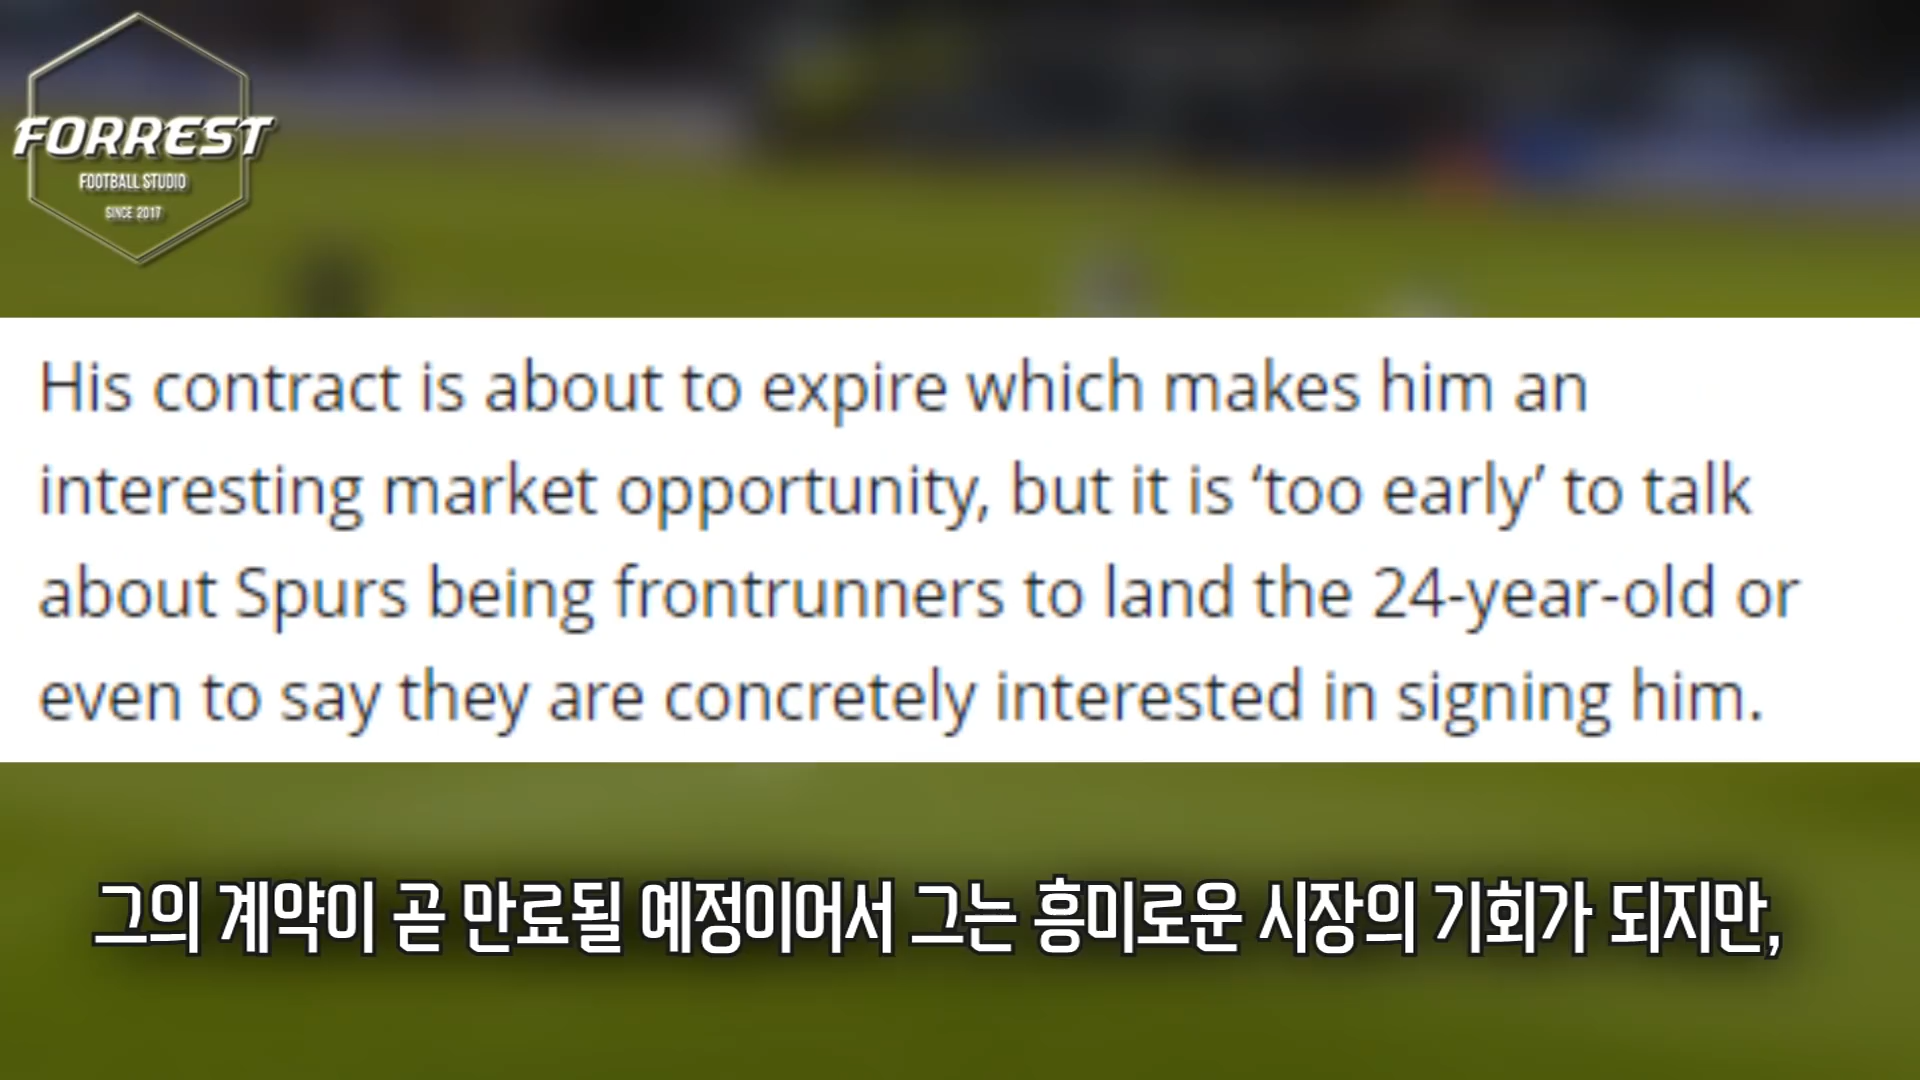 FORREST
FOOTBALL STUDIO
SINCE 2017
His contract is about to expire which makes him an
interesting market opportunity, but it is ‘too early’ to talk
about Spurs being frontrunners to land the 24-year-old or
even to say they are concretely interested in signing him.
그의 계약이 곧 만료될 예정이어서 그는 흥미로운 시장의 기회가 되지만,